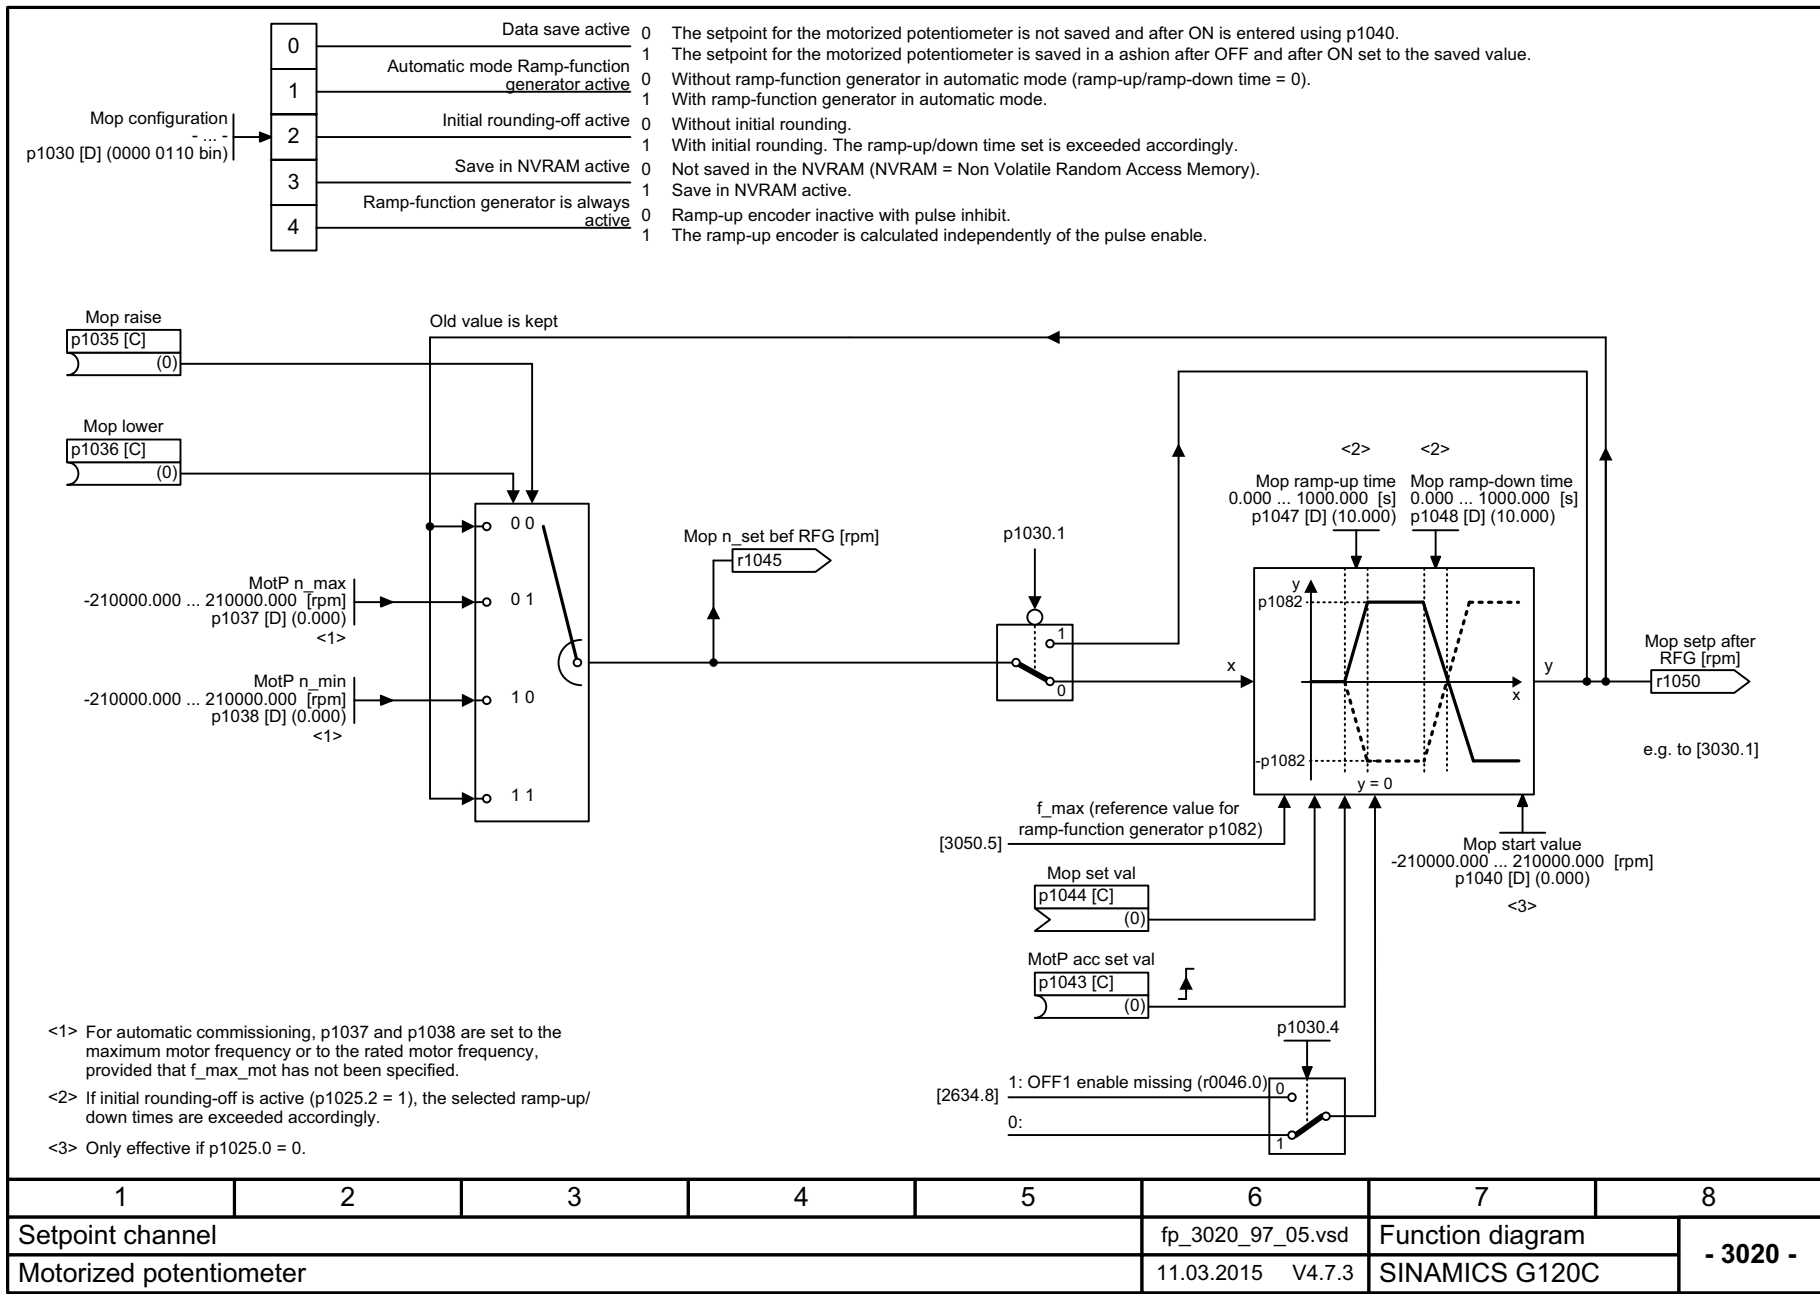 Mop configuration
- ... -
p1030 [D] (0000 0110 bin)
0
1
2
3
4
Data save active
0 The setpoint for the motorized potentiometer is not saved and after ON is entered using p1040.
1 The setpoint for the motorized potentiometer is saved in a ashion after OFF and after ON set to the saved value.
Automatic mode Ramp-function
generator active
0 Without ramp-function generator in automatic mode (ramp-up/ramp-down time = 0).
1 With ramp-function generator in automatic mode.
Initial rounding-off active
0 Without initial rounding.
1 With initial rounding. The ramp-up/down time set is exceeded accordingly.
Save in NVRAM active
0 Not saved in the NVRAM (NVRAM = Non Volatile Random Access Memory).
1 Save in NVRAM active.
Ramp-function generator is always
active
0 Ramp-up encoder inactive with pulse inhibit.
1 The ramp-up encoder is calculated independently of the pulse enable.
Mop raise
p1035 [C]
(0)
Old value is kept
Mop lower
p1036 [C]
(0)
0 0
0 1
1 0
1 1
MotP n_max
-210000.000 ... 210000.000 [rpm]
p1037 [D] (0.000)
<1>
MotP n_min
-210000.000 ... 210000.000 [rpm]
p1038 [D] (0.000)
<1>
Mop n_set bef RFG [rpm]
r1045
p1030.1
1
0
<2>
Mop ramp-up time
0.000 ... 1000.000 [s]
p1047 [D] (10.000)
<2>
Mop ramp-down time
0.000 ... 1000.000 [s]
p1048 [D] (10.000)
x
y
p1082
x
-p1082
y = 0
y
Mop setp after
RFG [rpm]
r1050
e.g. to [3030.1]
f_max (reference value for
ramp-function generator p1082)
[3050.5]
Mop start value
-210000.000 ... 210000.000 [rpm]
p1040 [D] (0.000)
<3>
Mop set val
p1044 [C]
(0)
MotP acc set val
p1043 [C]
(0)
p1030.4
[2634.8]
1: OFF1 enable missing (r0046.0)
0
0:
1
<1> For automatic commissioning, p1037 and p1038 are set to the
maximum motor frequency or to the rated motor frequency,
provided that f_max_mot has not been specified.
<2> If initial rounding-off is active (p1025.2 = 1), the selected ramp-up/
down times are exceeded accordingly.
<3> Only effective if p1025.0 = 0.
1 2 3 4 5 6 7 8
Setpoint channel
fp_3020_97_05.vsd
Function diagram
- 3020 -
Motorized potentiometer
11.03.2015 V4.7.3
SINAMICS G120C